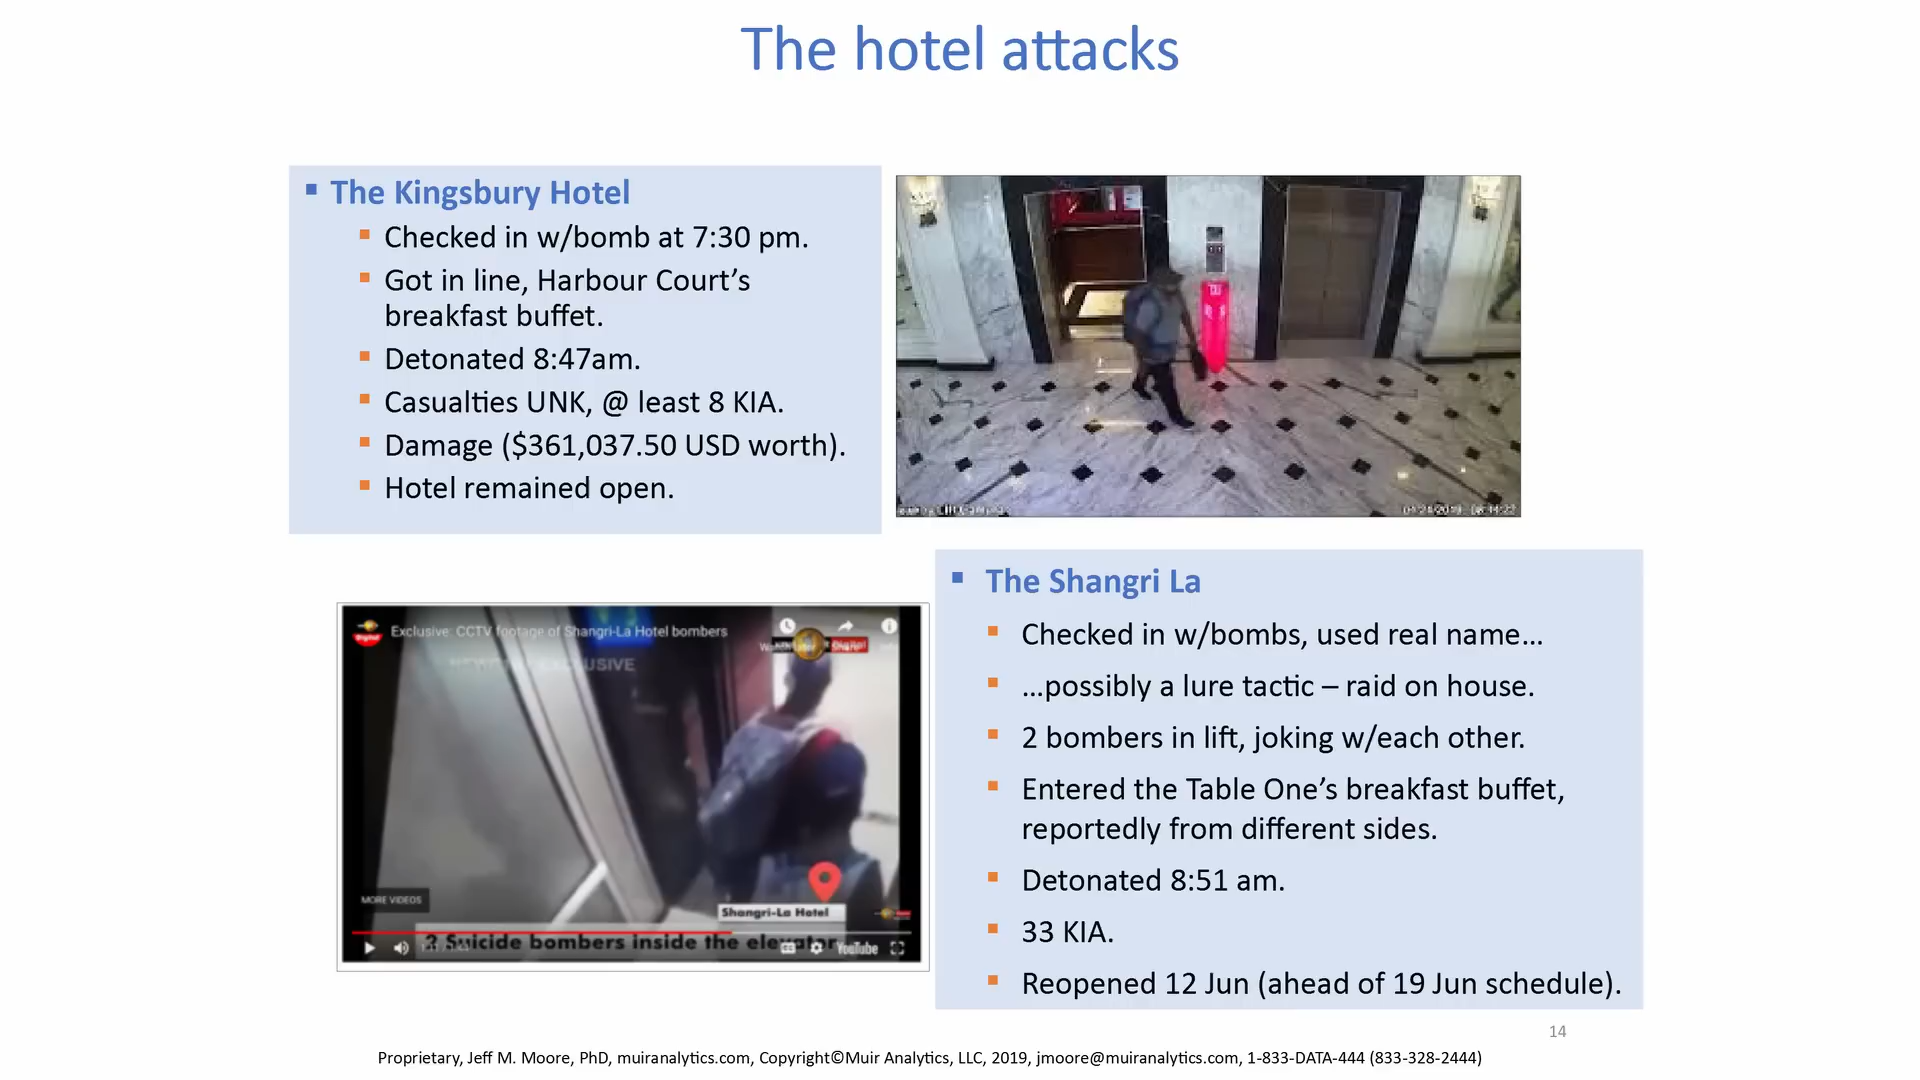 The hotel attacks
▪ The Kingsbury Hotel
▪ Checked in w/bomb at 7:30 pm.
▪ Got in line, Harbour Court’s
breakfast buffet.
▪ Detonated 8:47am.
▪ Casualties UNK, @ least 8 KIA.
▪ Damage ($361,037.50 USD worth).
▪ Hotel remained open.
Exclusive: CCTV footage of Shangri-La Hotel bombers
MORE VIDEOS
Shangri-La Hotel
2 Suicide bombers inside the elevator
YouTube
▪ The Shangri La
▪ Checked in w/bombs, used real name…
▪ …possibly a lure tactic – raid on house.
▪ 2 bombers in lift, joking w/each other.
▪ Entered the Table One’s breakfast buffet,
reportedly from different sides.
▪ Detonated 8:51 am.
▪ 33 KIA.
▪ Reopened 12 Jun (ahead of 19 Jun schedule).
14
Proprietary, Jeff M. Moore, PhD, muiranalytics.com, Copyright©Muir Analytics, LLC, 2019, jmoore@muiranalytics.com, 1-833-DATA-444 (833-328-2444)